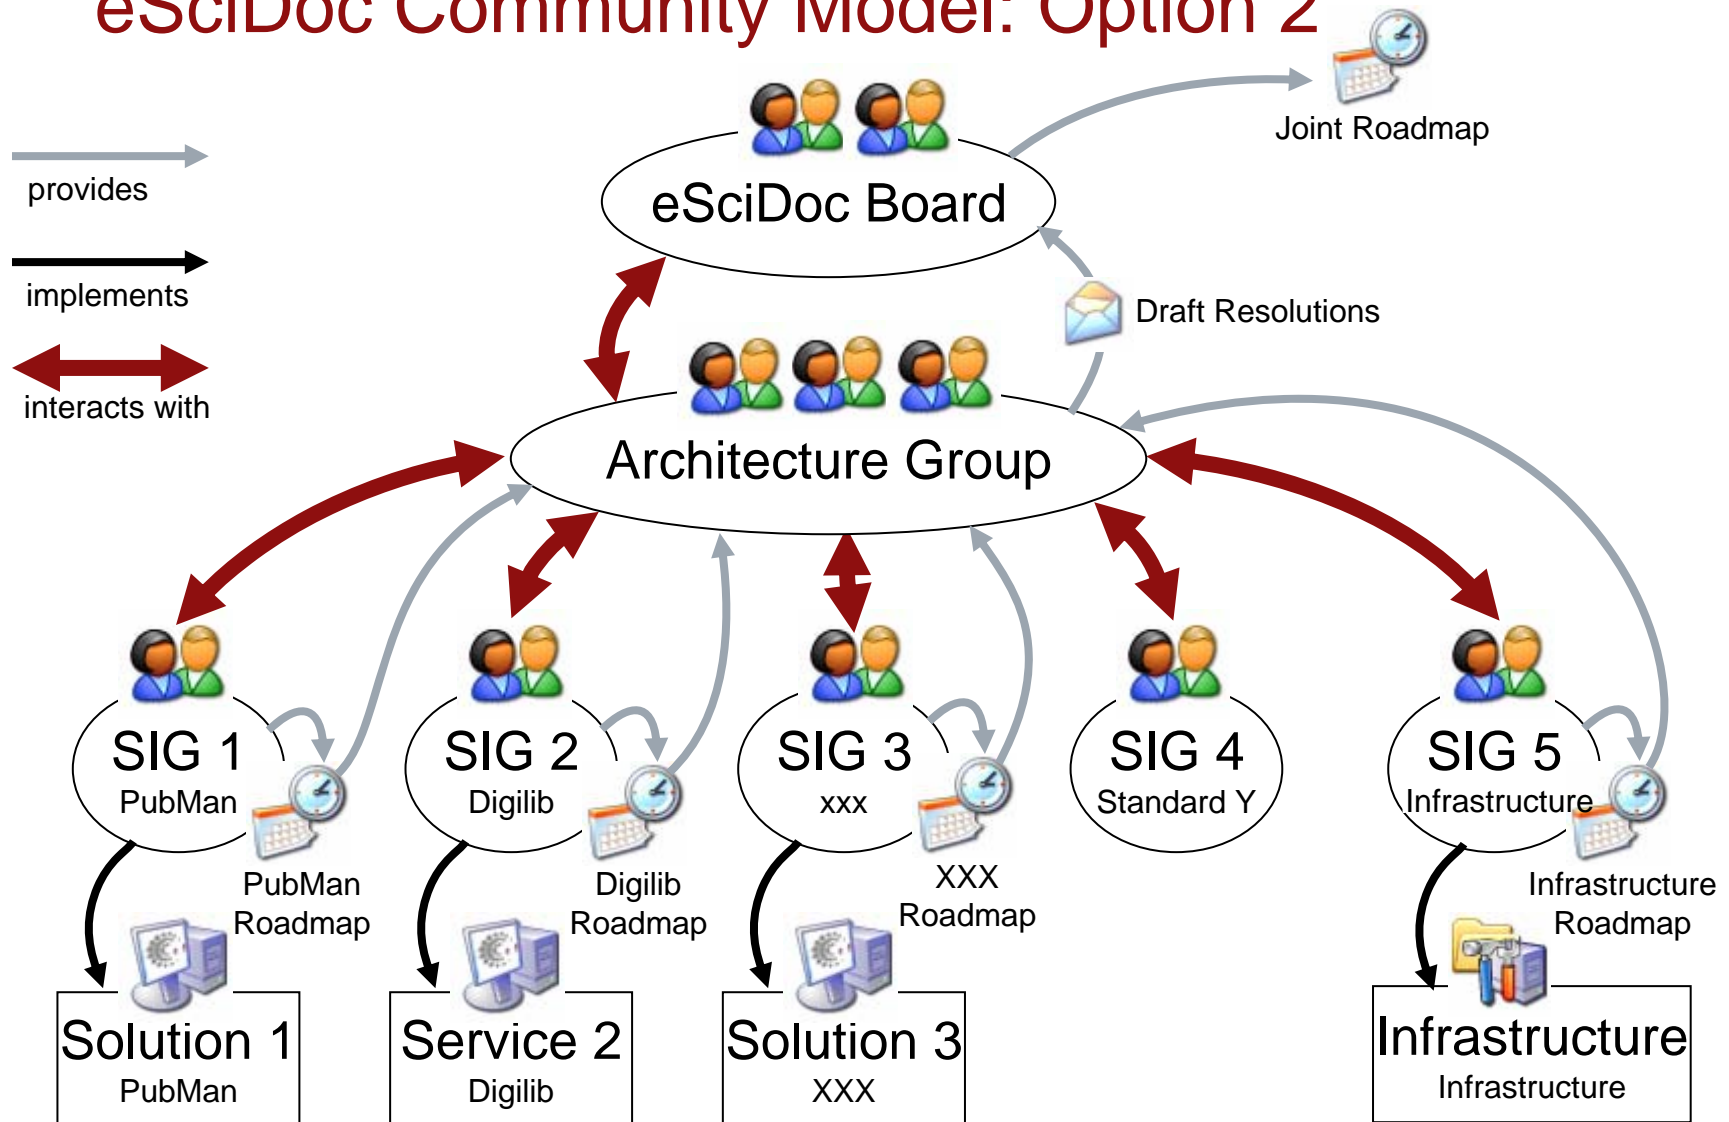 eSciDoc Community Model: Option 2
Joint Roadmap
provides
eSciDoc Board
implements
Draft Resolutions
interacts with
Architecture Group
SIG 1
PubMan
SIG 2
Digilib
SIG 3
xxx
SIG 4
Standard Y
SIG 5
Infrastructure
PubMan
Roadmap
Digilib
Roadmap
XXX
Roadmap
Infrastructure
Roadmap
Solution 1
PubMan
Service 2
Digilib
Solution 3
XXX
Infrastructure
Infrastructure